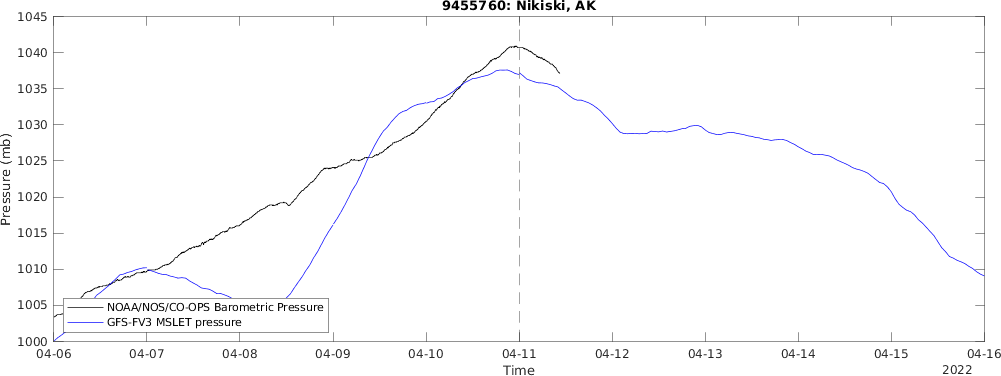 9455760: Nikiski, AK
Pressure (mb)
1045
1040
1035
1030
1025
1020
1015
1010
1005
1000
NOAA/NOS/CO-OPS Barometric Pressure
GFS-FV3 MSLET pressure
04-06 04-07 04-08 04-09 04-10 04-11 04-12 04-13 04-14 04-15 04-16
Time
2022